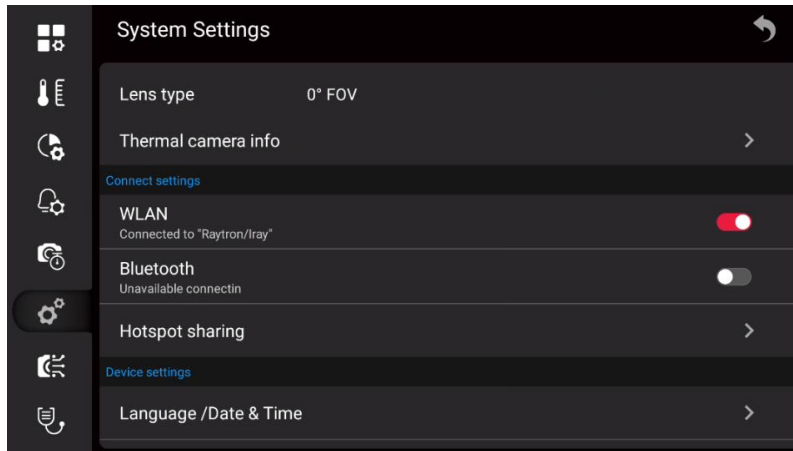 System Settings
Lens type 0° FOV
Thermal camera info
Connect settings
WLAN
Connected to "Raytron/Iray"
Bluetooth
Unavailable connectin
Hotspot sharing
Device settings
Language /Date & Time